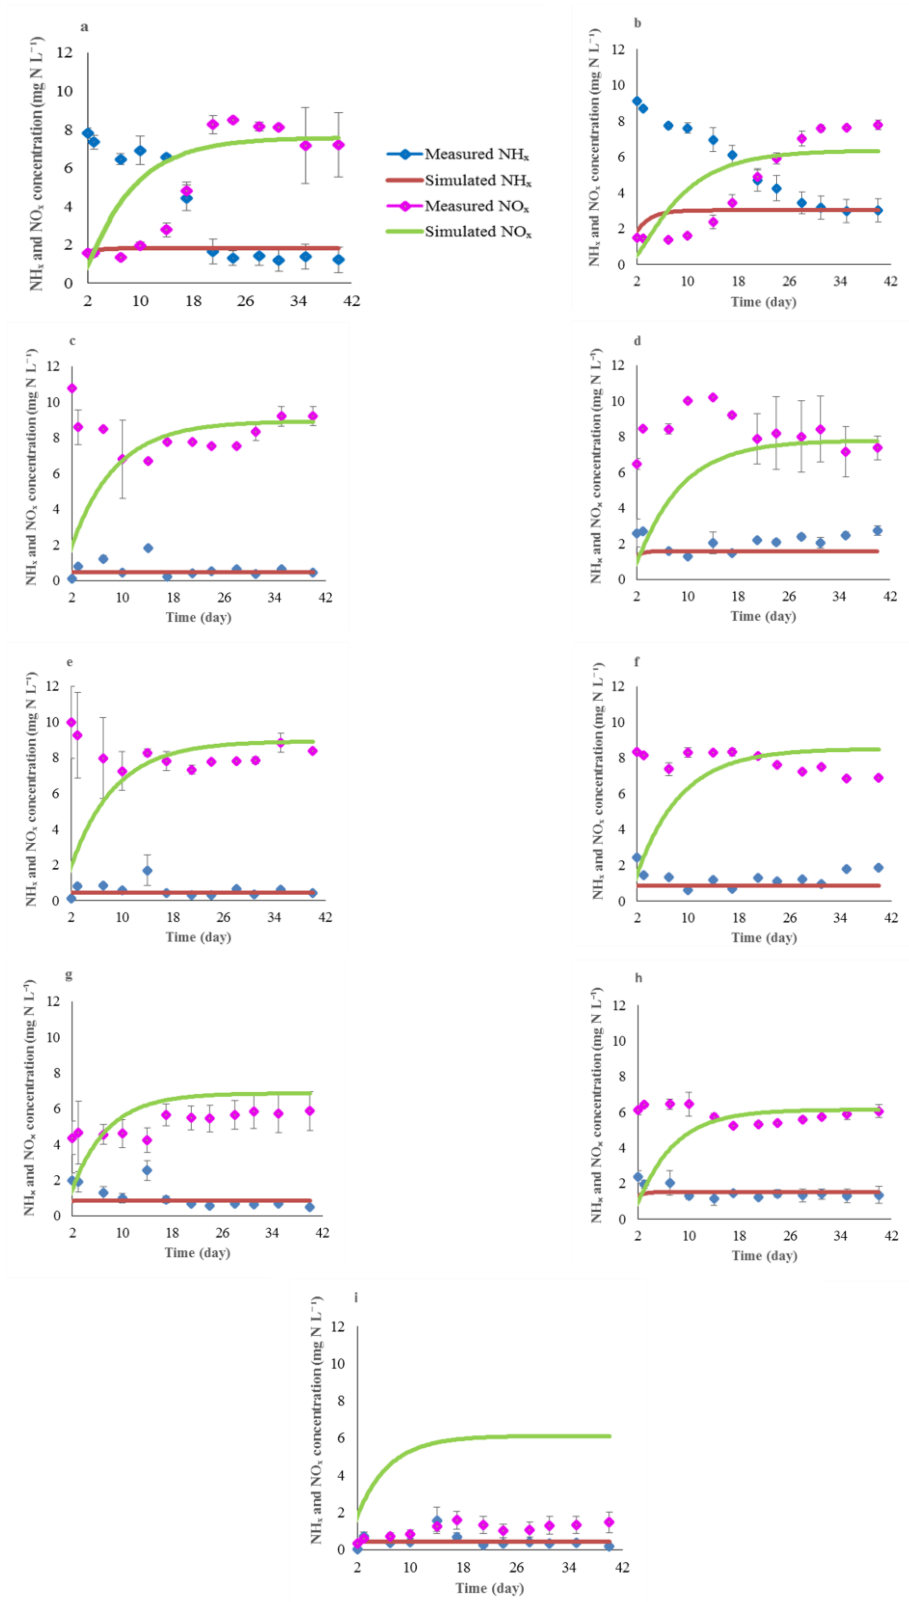 a
NHₓ and NOₓ concentration (mg N L⁻¹)
12
10
8
6
4
2
0
2 10 18 26 34 42
Measured NHₓ
Simulated NHₓ
Measured NOₓ
Simulated NOₓ
b
NHₓ and NOₓ concentration (mg N L⁻¹)
12
10
8
6
4
2
0
2 10 18 26 34 42
Time (day)
c
NHₓ and NOₓ concentration (mg N L⁻¹)
12
10
8
6
4
2
0
2 10 18 26 34 42
Time (day)
d
NHₓ and NOₓ concentration (mg N L⁻¹)
12
10
8
6
4
2
0
2 10 18 26 34 42
Time (day)
e
NHₓ and NOₓ concentration (mg N L⁻¹)
12
10
8
6
4
2
0
2 10 18 26 34 42
Time (day)
f
NHₓ and NOₓ concentration (mg N L⁻¹)
12
10
8
6
4
2
0
2 10 18 26 34 42
Time (day)
g
NHₓ and NOₓ concentration (mg N L⁻¹)
12
10
8
6
4
2
0
2 10 18 26 34 42
Time (day)
h
NHₓ and NOₓ concentration (mg N L⁻¹)
12
10
8
6
4
2
0
2 10 18 26 34 42
Time (day)
i
NHₓ and NOₓ concentration (mg N L⁻¹)
12
10
8
6
4
2
0
2 10 18 26 34 42
Time (day)